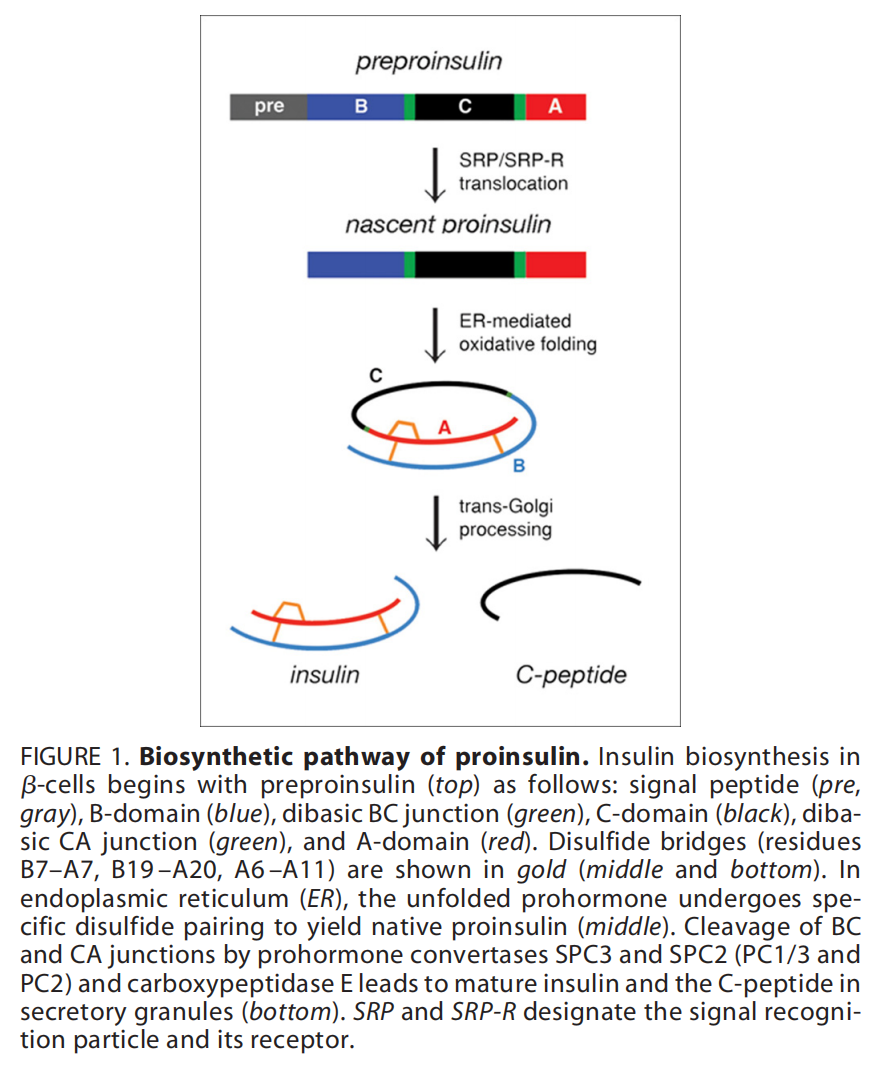 preproinsulin
pre B C A
SRP/SRP-R
translocation
nascent proinsulin
ER-mediated
oxidative folding
C
A
B
trans-Golgi
processing
insulin C-peptide
FIGURE 1. Biosynthetic pathway of proinsulin. Insulin biosynthesis in
β-cells begins with preproinsulin (top) as follows: signal peptide (pre,
gray), B-domain (blue), dibasic BC junction (green), C-domain (black), diba-
sic CA junction (green), and A-domain (red). Disulfide bridges (residues
B7–A7, B19–A20, A6–A11) are shown in gold (middle and bottom). In
endoplasmic reticulum (ER), the unfolded prohormone undergoes spe-
cific disulfide pairing to yield native proinsulin (middle). Cleavage of BC
and CA junctions by prohormone convertases SPC3 and SPC2 (PC1/3 and
PC2) and carboxypeptidase E leads to mature insulin and the C-peptide in
secretory granules (bottom). SRP and SRP-R designate the signal recogni-
tion particle and its receptor.